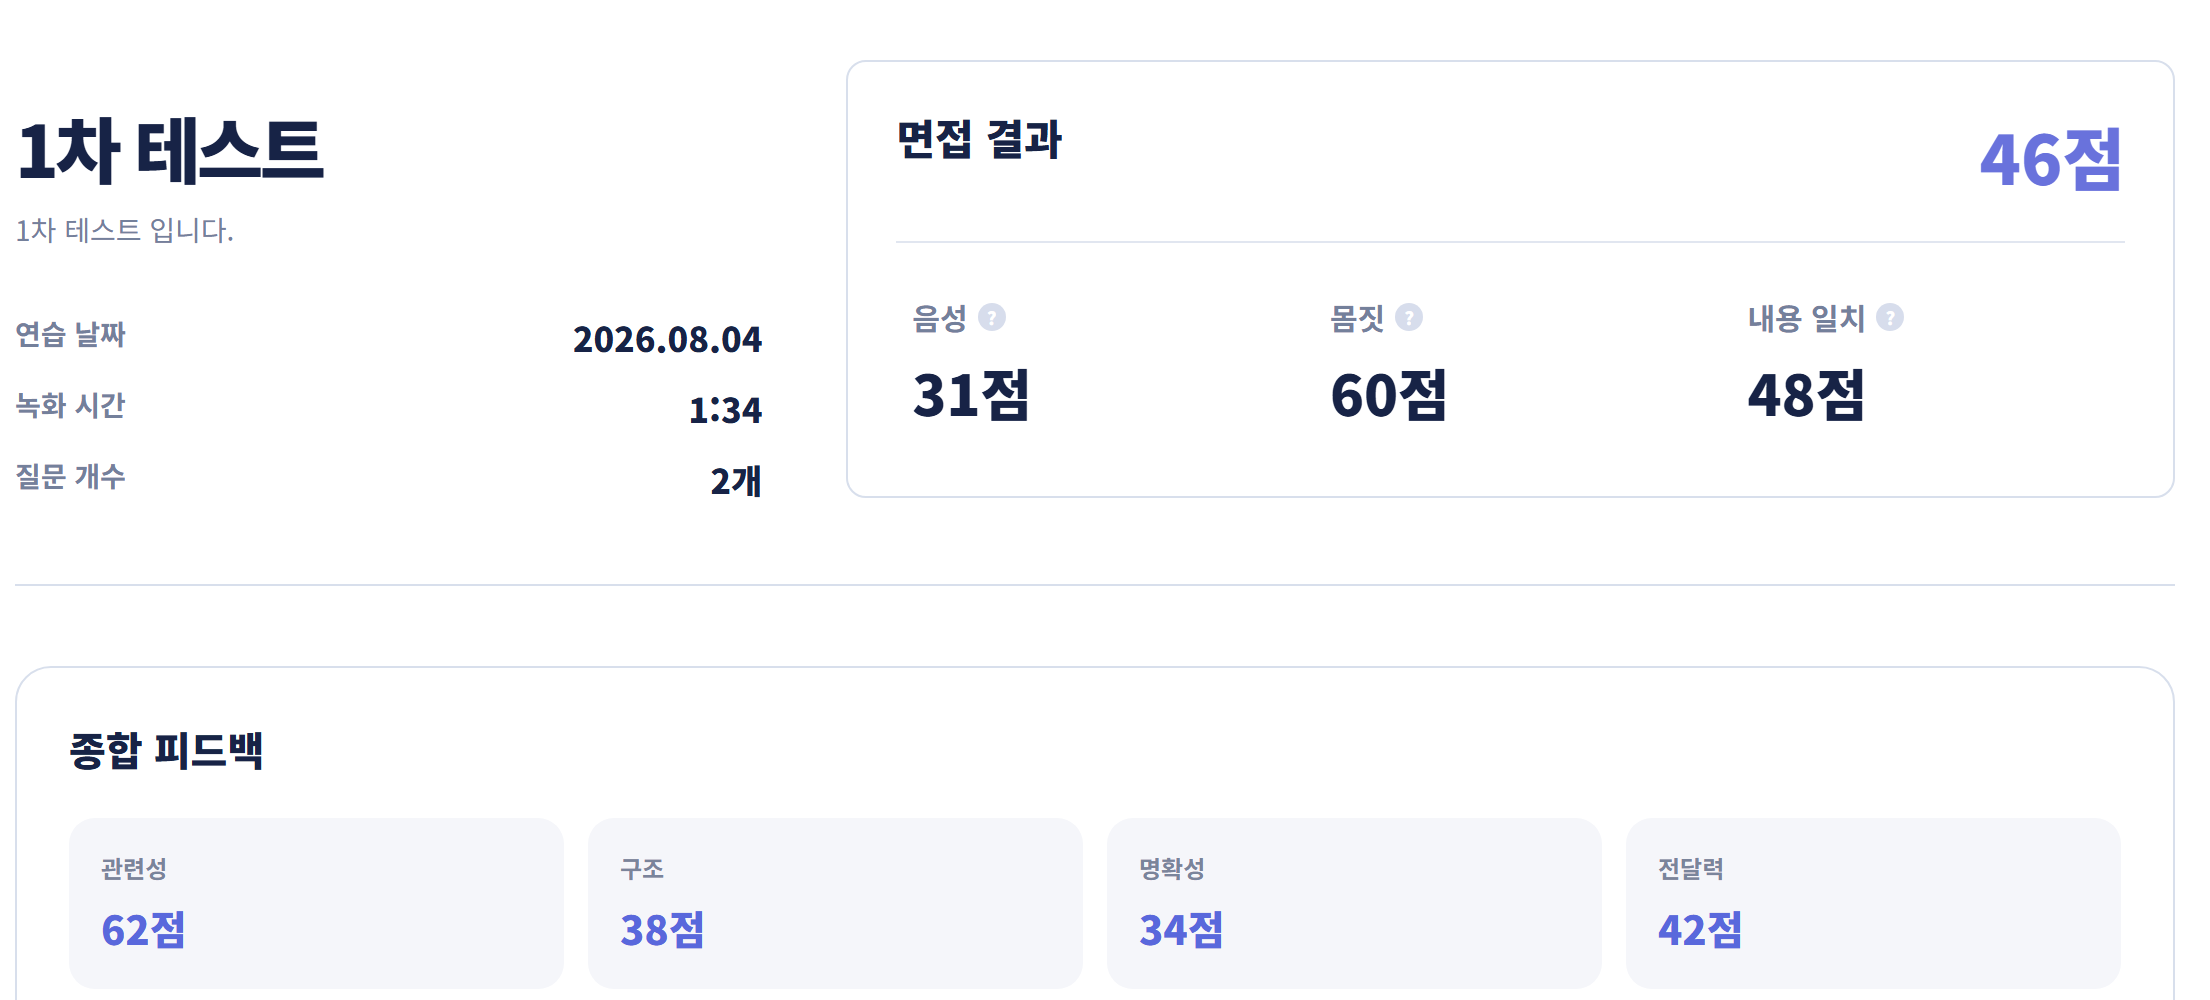 1차 테스트
1차 테스트 입니다.
연습 날짜
2026.08.04
녹화 시간
1:34
질문 개수
2개
면접 결과
46점
음성 ?
31점
몸짓 ?
60점
내용 일치 ?
48점
종합 피드백
관련성
62점
구조
38점
명확성
34점
전달력
42점